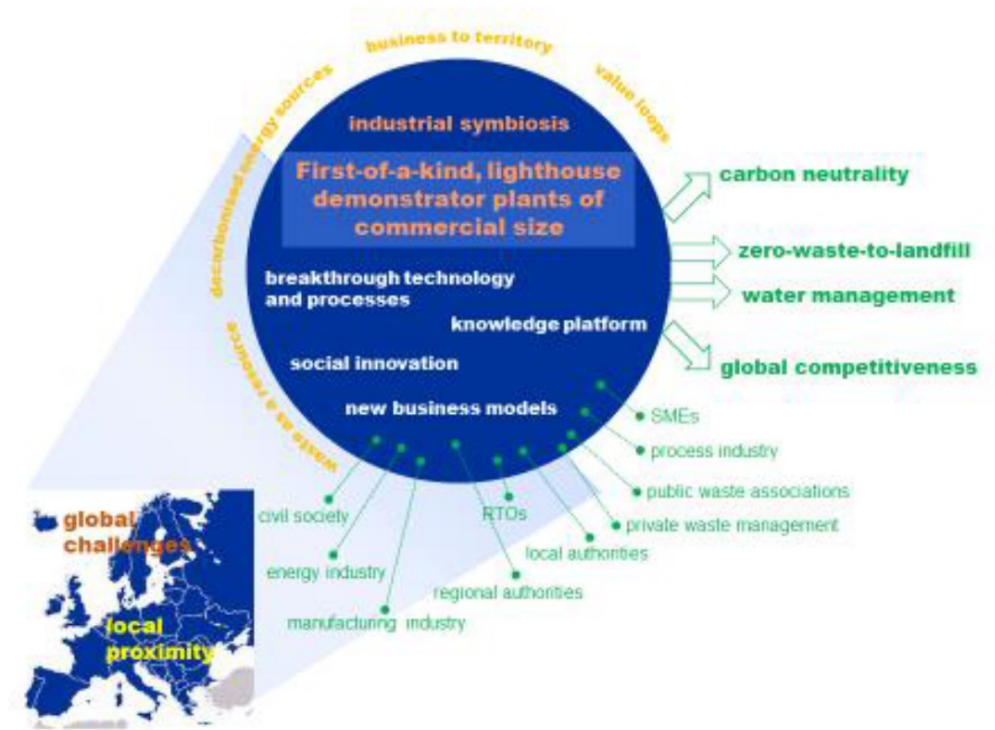 business to territory
decarbonised energy sources
value loops
waste as a resource
industrial symbiosis
First-of-a-kind, lighthouse
demonstrator plants of
commercial size
breakthrough technology
and processes
knowledge platform
social innovation
new business models
carbon neutrality
zero-waste-to-landfill
water management
global competitiveness
SMEs
process industry
public waste associations
private waste management
local authorities
RTOs
regional authorities
civil society
energy industry
manufacturing industry
global
challenges
local
proximity